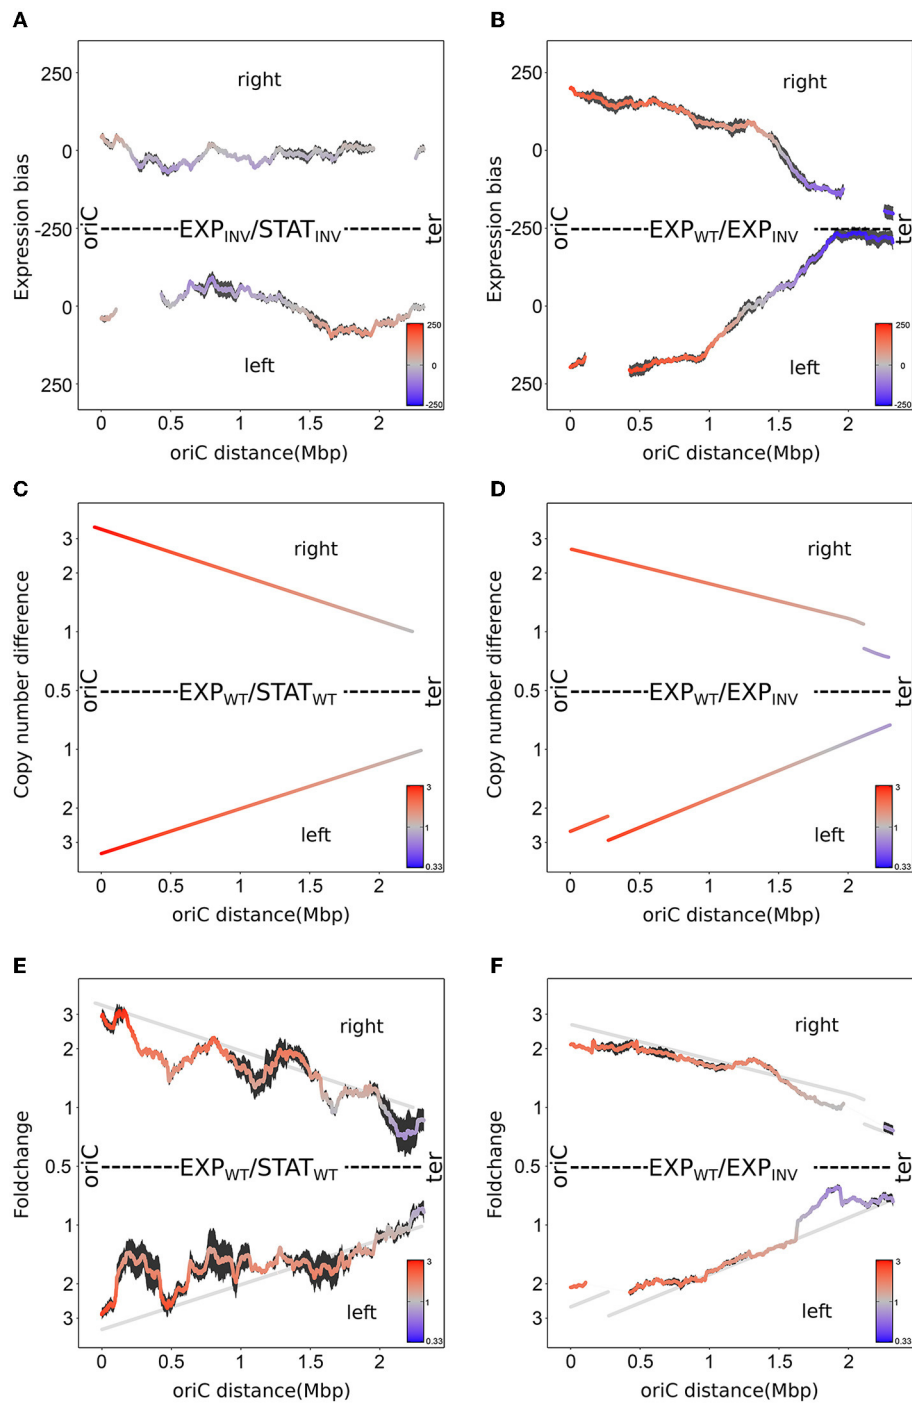 A
250
0
-250
0
250
Expression bias
right
oriC
EXPINV/STATINV
ter
left
250
0
-250
0
0.5
1
1.5
2
oriC distance(Mbp)
B
250
0
-250
0
250
Expression bias
right
oriC
EXPWT/EXPINV
ter
left
250
0
-250
0
0.5
1
1.5
2
oriC distance(Mbp)
C
3
2
1
0.5
1
2
3
Copy number difference
right
oriC
EXPWT/STATWT
ter
left
3
1
0.33
0
0.5
1
1.5
2
oriC distance(Mbp)
D
3
2
1
0.5
1
2
3
Copy number difference
right
oriC
EXPWT/EXPINV
ter
left
3
1
0.33
0
0.5
1
1.5
2
oriC distance(Mbp)
E
3
2
1
0.5
1
2
3
Foldchange
right
oriC
EXPWT/STATWT
ter
left
3
1
0.33
0
0.5
1
1.5
2
oriC distance(Mbp)
F
3
2
1
0.5
1
2
3
Foldchange
right
oriC
EXPWT/EXPINV
ter
left
3
1
0.33
0
0.5
1
1.5
2
oriC distance(Mbp)